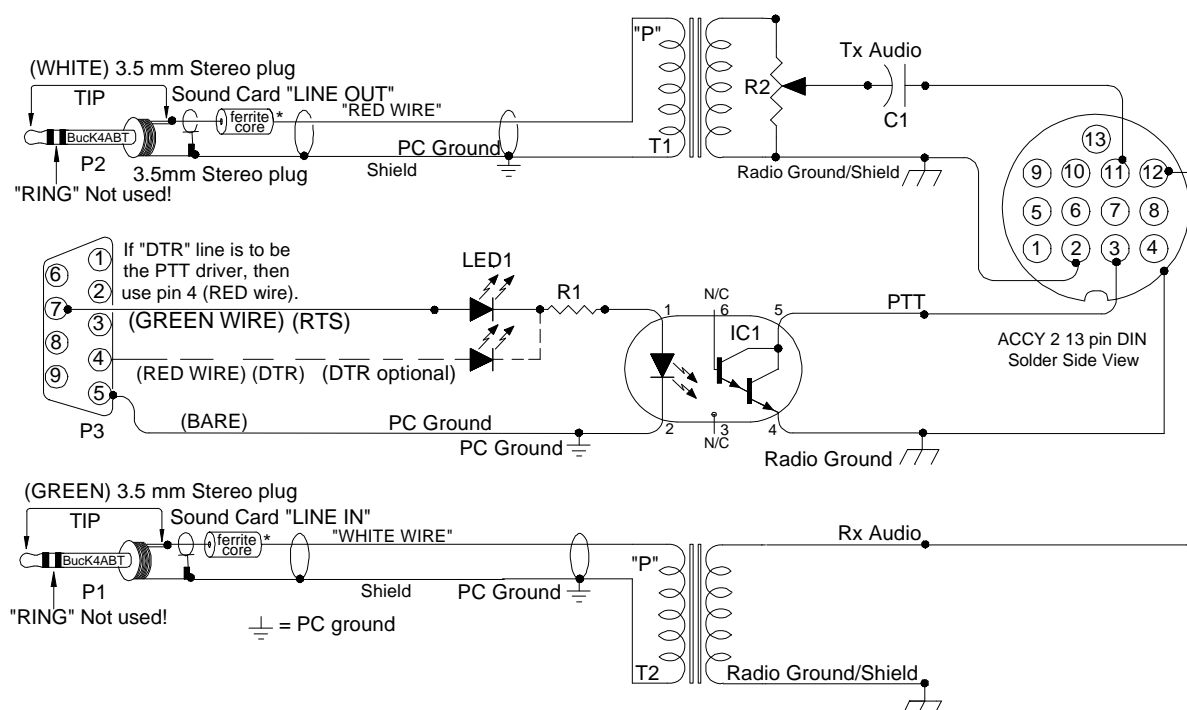 (WHITE) 3.5 mm Stereo plug
TIP
Sound Card "LINE OUT"
ferrite
core
*
"RED WIRE"
BucK4ABT
P2
"RING" Not used!
3.5mm Stereo plug
Shield
PC Ground
"P"
T1
R2
Tx Audio
C1
Radio Ground/Shield
13
9
10
11
12
5
6
7
8
1
2
3
4
ACCY 2 13 pin DIN
Solder Side View
If "DTR" line is to be
the PTT driver, then
use pin 4 (RED wire).
1
6
2
7
3
8
4
9
5
P3
(GREEN WIRE) (RTS)
(RED WIRE) (DTR)
(DTR optional)
(BARE)
PC Ground
PC Ground
LED1
R1
N/C
1
6
5
IC1
2
3
4
N/C
PTT
Radio Ground
(GREEN) 3.5 mm Stereo plug
TIP
Sound Card "LINE IN"
ferrite
core
*
"WHITE WIRE"
BucK4ABT
P1
"RING" Not used!
Shield
PC Ground
= PC ground
"P"
T2
Rx Audio
Radio Ground/Shield